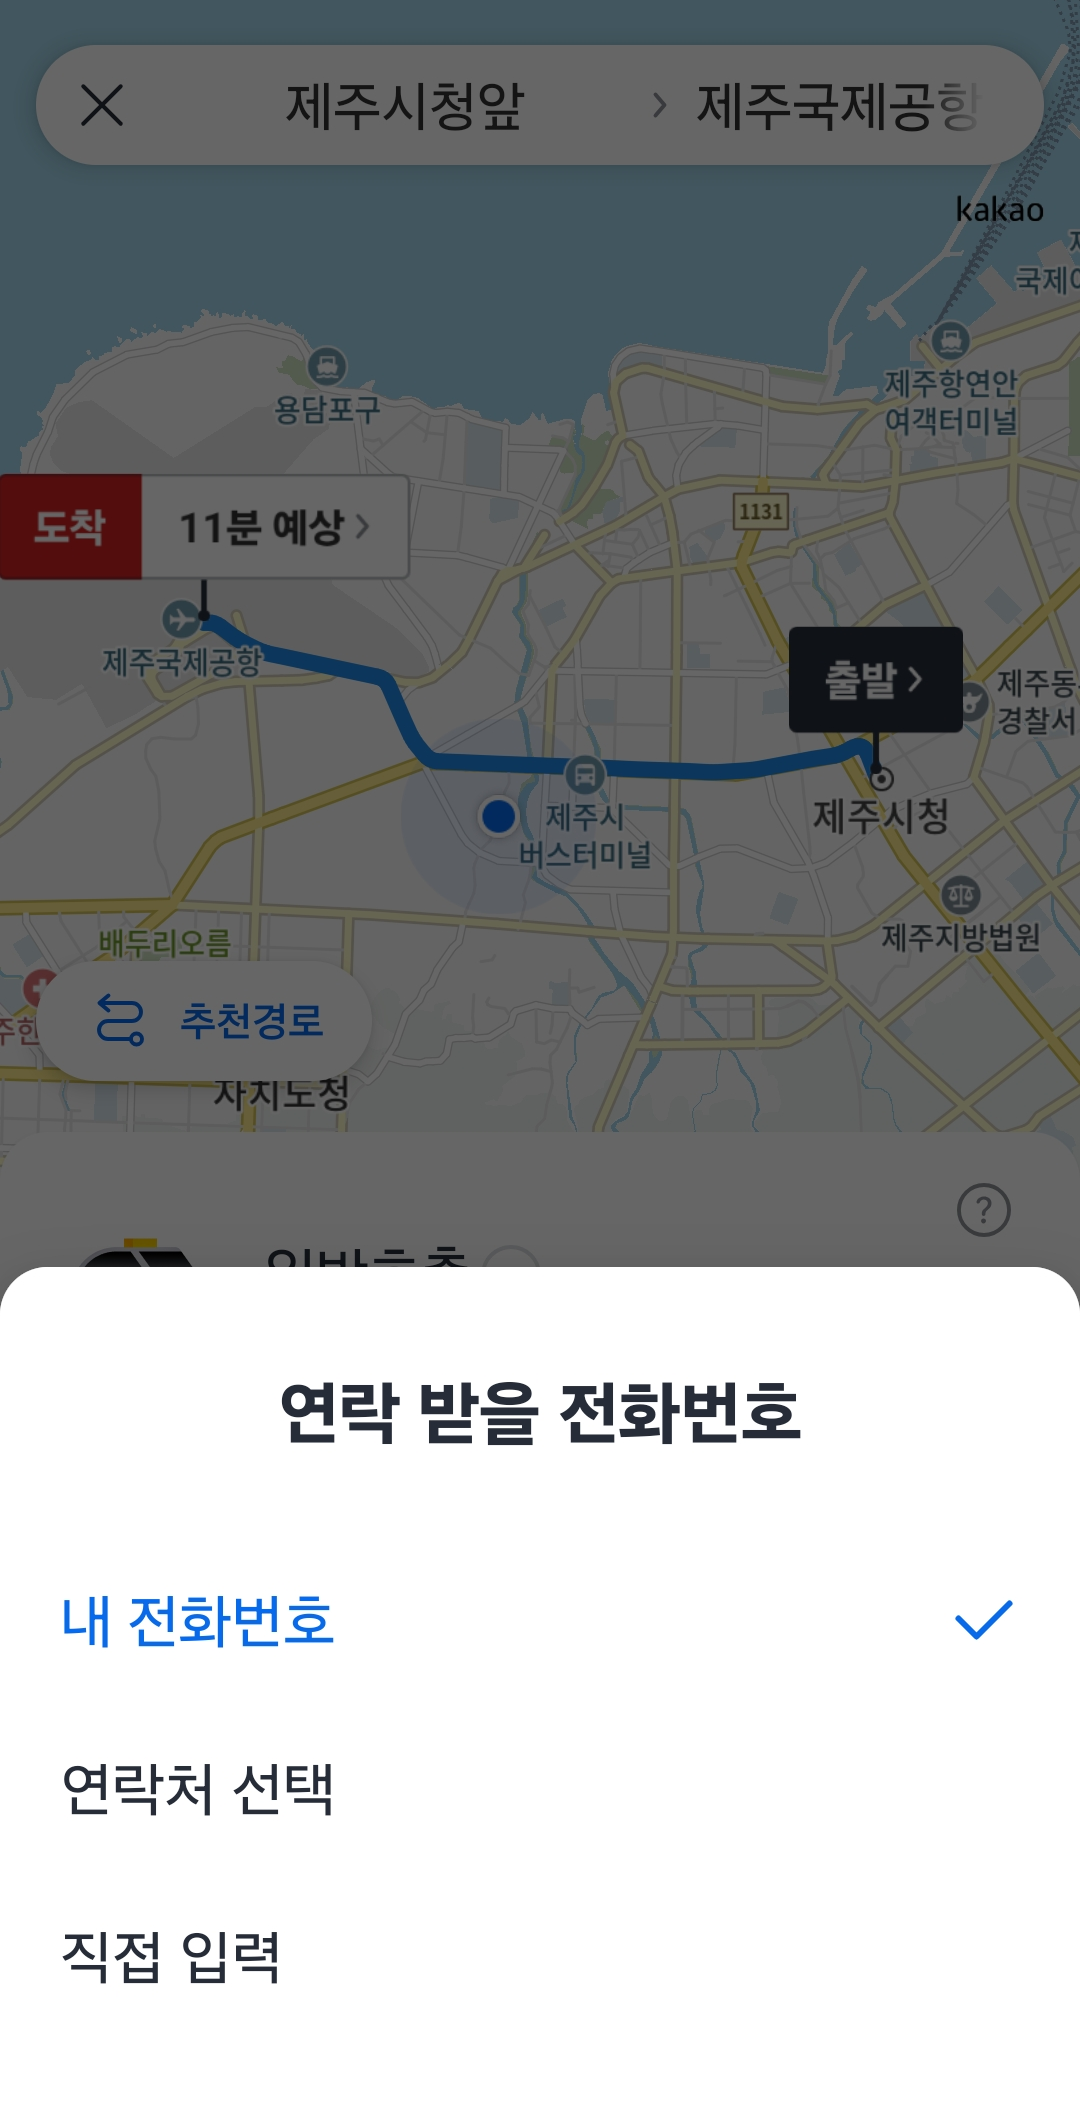 제주시청앞 > 제주국제공항
kakao
국제여
제주항연안
여객터미널
용담포구
1131
도착 11분 예상 >
제주국제공항
출발 >
제주동
경찰서
제주시
버스터미널
제주시청
제주지방법원
배두리오름
추천경로
자치도청
?
일반호출
연락 받을 전화번호
내 전화번호
연락처 선택
직접 입력